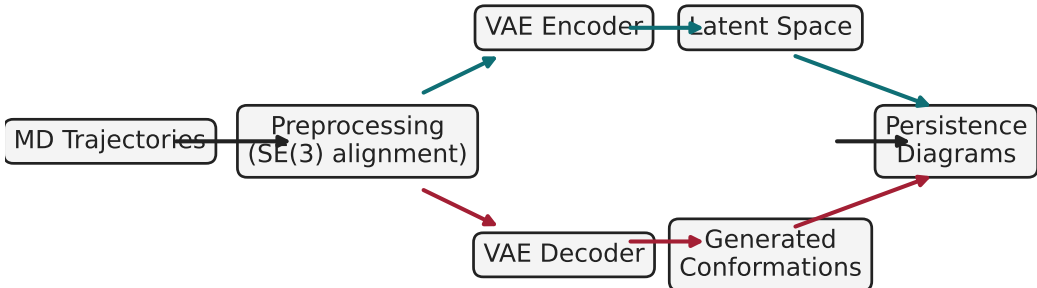 VAE Encoder
Latent Space
MD Trajectories
Preprocessing
(SE(3) alignment)
Persistence
Diagrams
VAE Decoder
Generated
Conformations